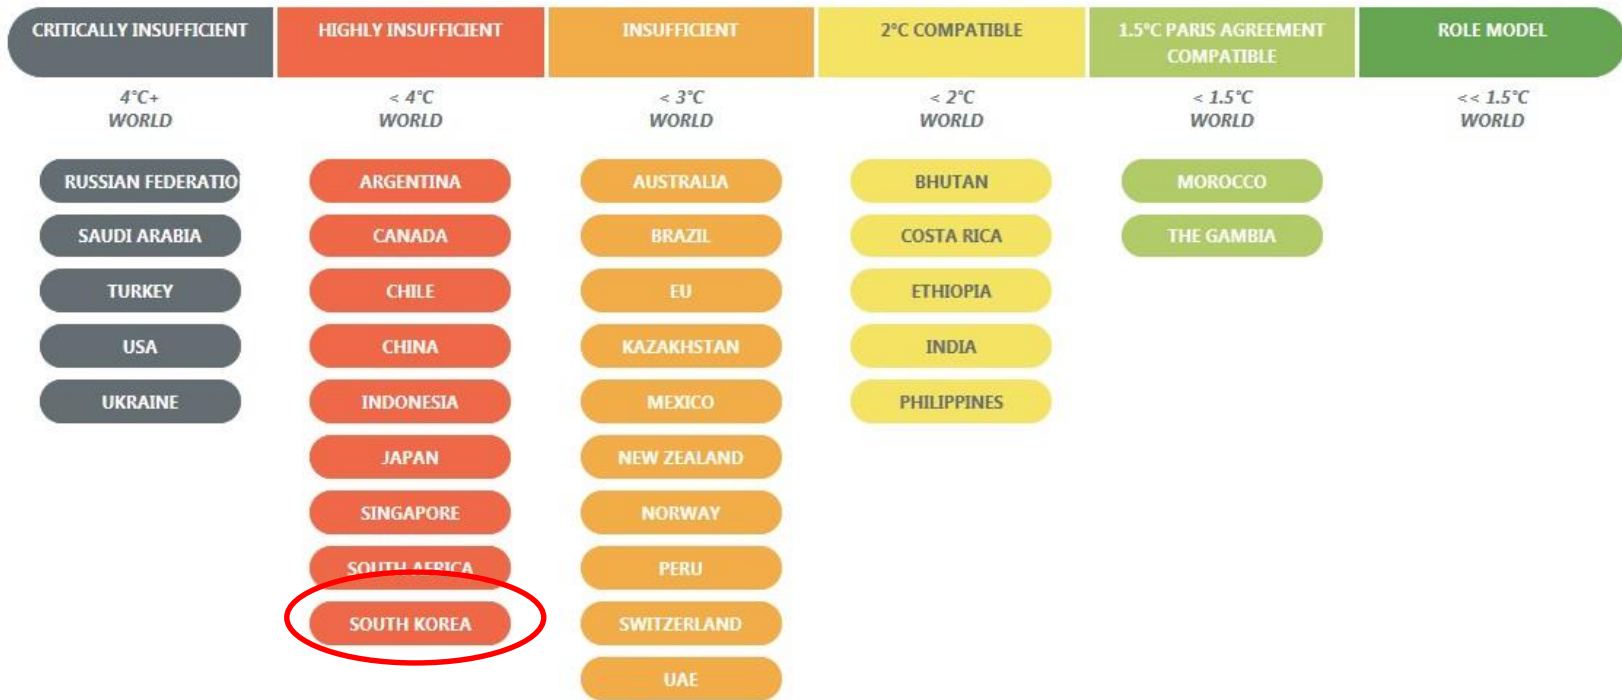 CRITICALLY INSUFFICIENT
HIGHLY INSUFFICIENT
INSUFFICIENT
2°C COMPATIBLE
1.5°C PARIS AGREEMENT
COMPATIBLE
ROLE MODEL
4°C+
WORLD
< 4°C
WORLD
< 3°C
WORLD
< 2°C
WORLD
< 1.5°C
WORLD
<< 1.5°C
WORLD
RUSSIAN FEDERATIO
SAUDI ARABIA
TURKEY
USA
UKRAINE
ARGENTINA
CANADA
CHILE
CHINA
INDONESIA
JAPAN
SINGAPORE
SOUTH AFRICA
SOUTH KOREA
AUSTRALIA
BRAZIL
EU
KAZAKHSTAN
MEXICO
NEW ZEALAND
NORWAY
PERU
SWITZERLAND
UAE
BHUTAN
COSTA RICA
ETHIOPIA
INDIA
PHILIPPINES
MOROCCO
THE GAMBIA